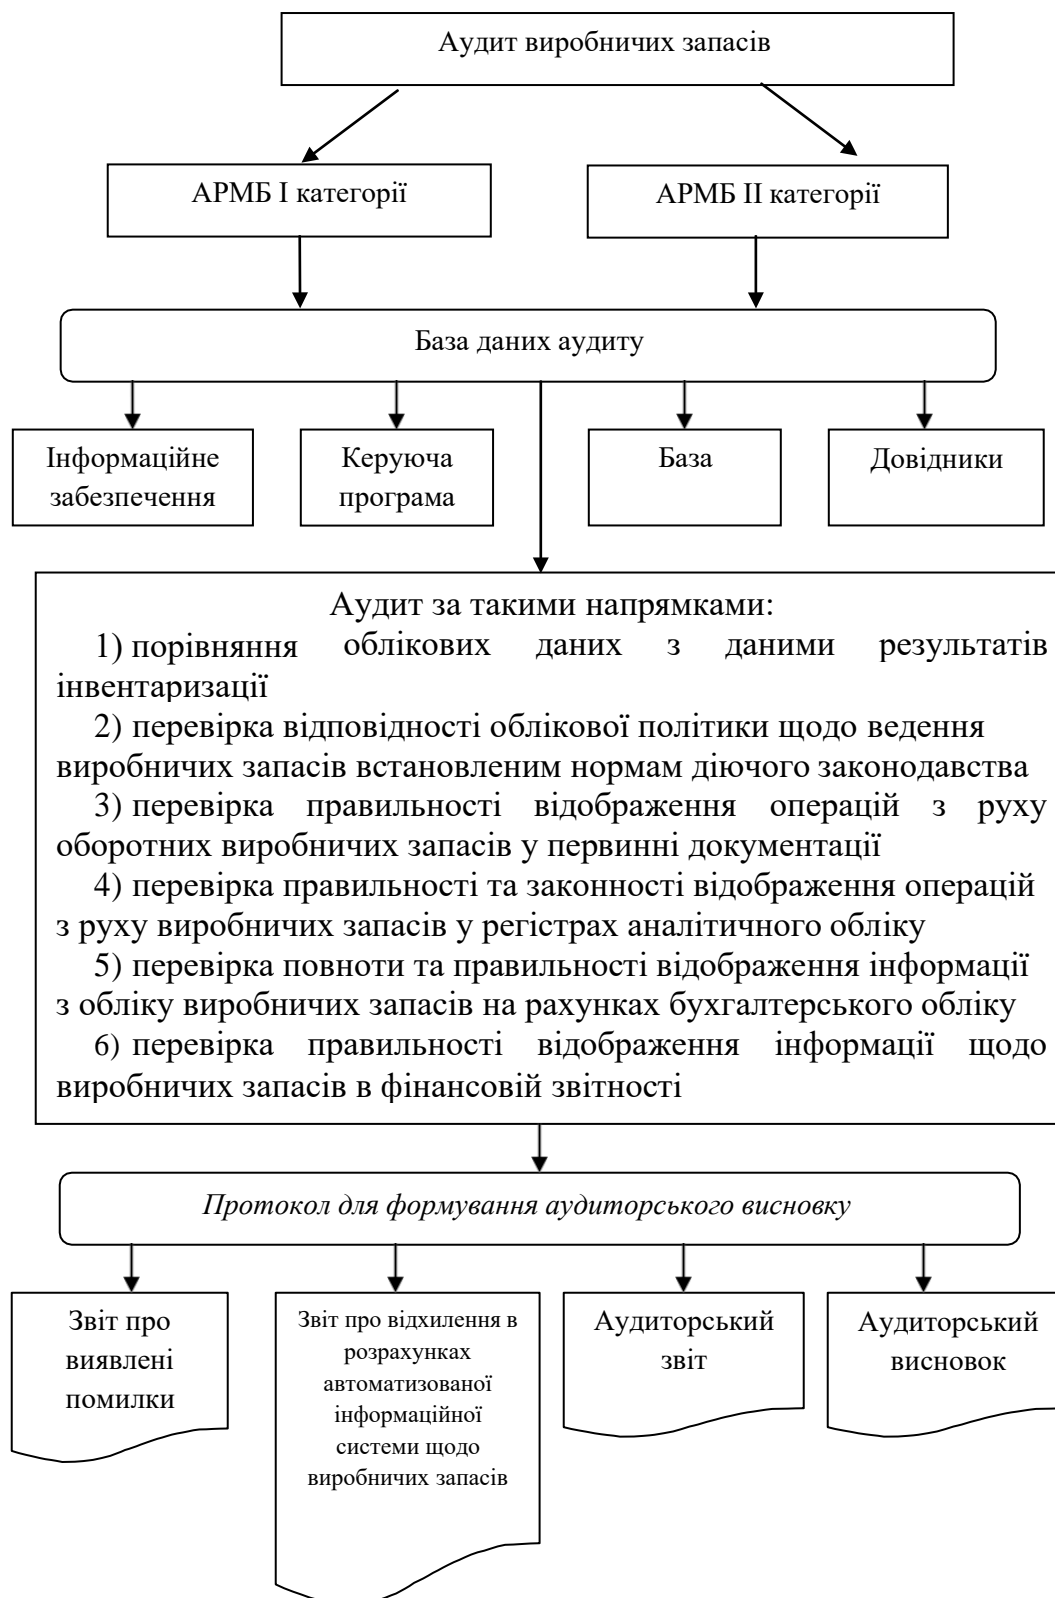 Аудит виробничих запасів
АРМБ І категорії
АРМБ ІІ категорії
База даних аудиту
Інформаційне
забезпечення
Керуюча
програма
База
Довідники
Аудит за такими напрямками:
1) порівняння облікових даних з даними результатів
інвентаризації
2) перевірка відповідності облікової політики щодо ведення
виробничих запасів встановленим нормам діючого законодавства
3) перевірка правильності відображення операцій з руху
оборотних виробничих запасів у первинні документації
4) перевірка правильності та законності відображення операцій
з руху виробничих запасів у регістрах аналітичного обліку
5) перевірка повноти та правильності відображення інформації
з обліку виробничих запасів на рахунках бухгалтерського обліку
6) перевірка правильності відображення інформації щодо
виробничих запасів в фінансовій звітності
Протокол для формування аудиторського висновку
Звіт про
виявлені
помилки
Звіт про відхилення в
розрахунках
автоматизованої
інформаційної
системи щодо
виробничих запасів
Аудиторський
звіт
Аудиторський
висновок